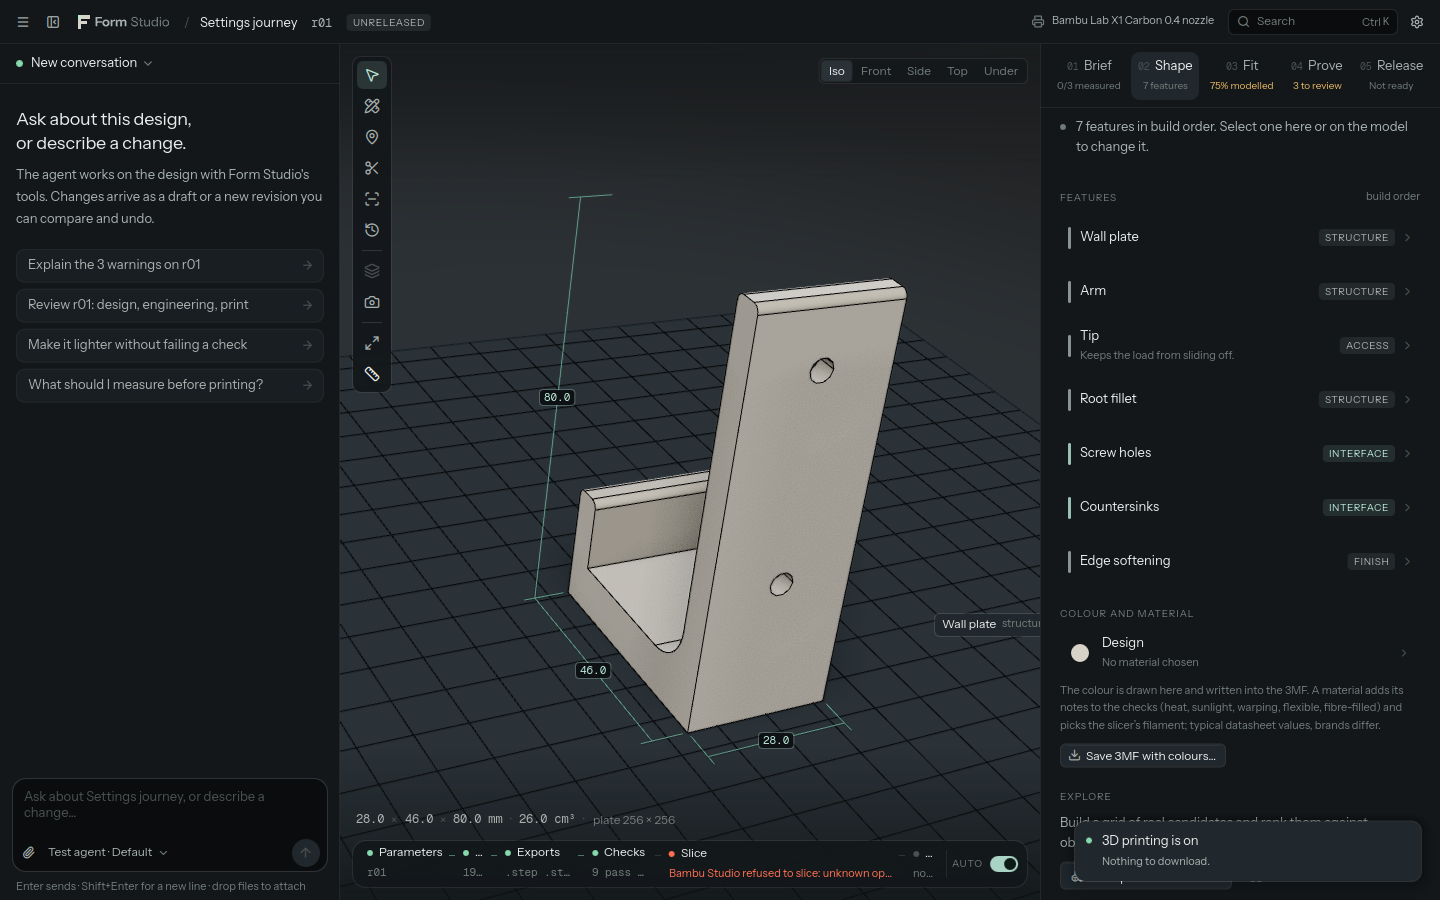 Form Studio / Settings journey r01 UNRELEASED
Bambu Lab X1 Carbon 0.4 nozzle
Search Ctrl K
New conversation
Ask about this design,
or describe a change.
The agent works on the design with Form Studio's
tools. Changes arrive as a draft or a new revision you
can compare and undo.
Explain the 3 warnings on r01
Review r01: design, engineering, print
Make it lighter without failing a check
What should I measure before printing?
Ask about Settings journey, or describe a
change…
Test agent · Default
Enter sends · Shift+Enter for a new line · drop files to attach
Iso Front Side Top Under
80.0
46.0
28.0
Wall plate
28.0 × 46.0 × 80.0 mm · 26.0 cm³ · plate 256 × 256
Parameters … Exports Checks Slice …
r01 19… .step .st… 9 pass … Bambu Studio refused to slice: unknown op… no…
AUTO
01 Brief 02 Shape 03 Fit 04 Prove 05 Release
0/3 measured 7 features 75% modelled 3 to review Not ready
7 features in build order. Select one here or on the model
to change it.
FEATURES build order
Wall plate STRUCTURE
Arm STRUCTURE
Tip
Keeps the load from sliding off.
ACCESS
Root fillet STRUCTURE
Screw holes INTERFACE
Countersinks INTERFACE
Edge softening FINISH
COLOUR AND MATERIAL
Design
No material chosen
The colour is drawn here and written into the 3MF. A material adds its
notes to the checks (heat, sunlight, warping, flexible, fibre-filled) and
picks the slicer's filament; typical datasheet values, brands differ.
Save 3MF with colours…
EXPLORE
3D printing is on
Nothing to download.